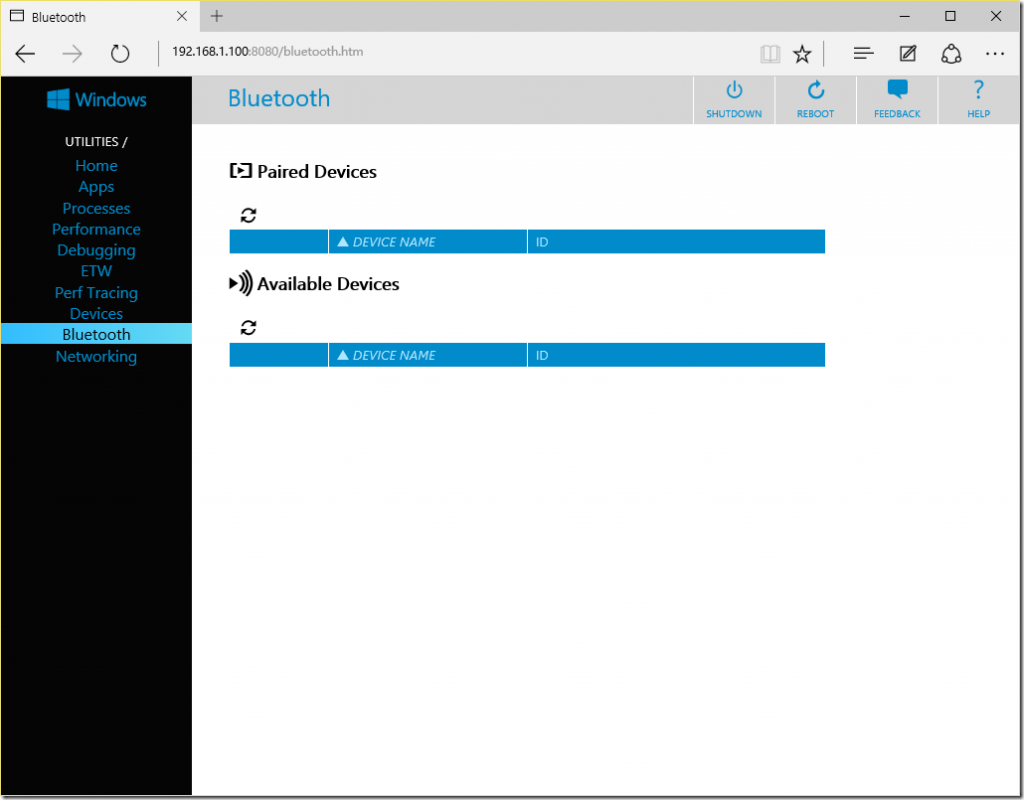 Bluetooth
192.168.1.100:8080/bluetooth.htm
Windows
Bluetooth
SHUTDOWN
REBOOT
FEEDBACK
? HELP
UTILITIES /
Home
Apps
Processes
Performance
Debugging
ETW
Perf Tracing
Devices
Bluetooth
Networking
Paired Devices
DEVICE NAME ID
Available Devices
DEVICE NAME ID